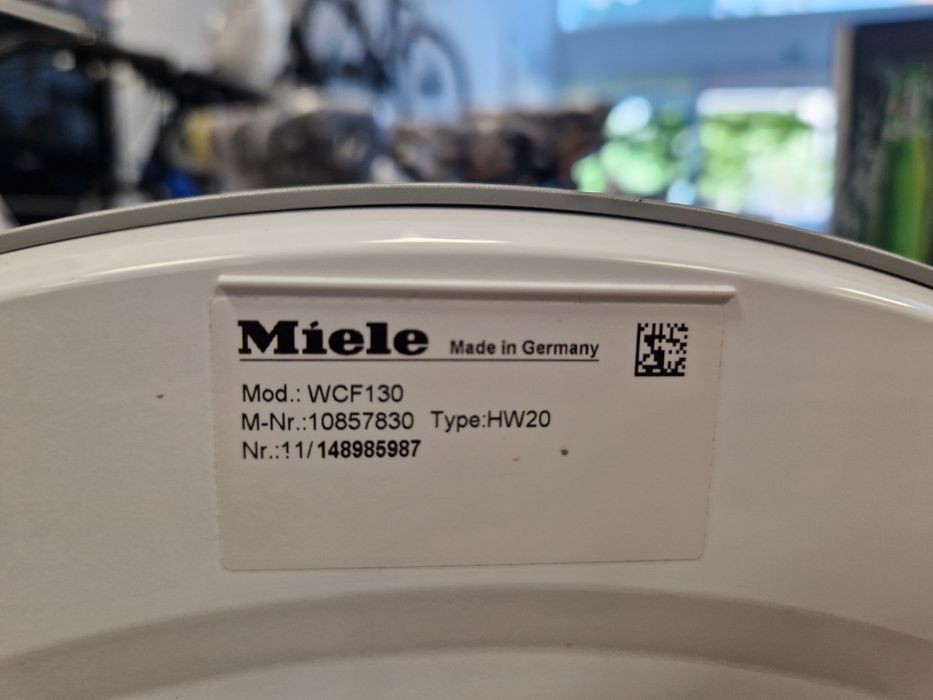 Miele Made in Germany
Mod.: WCF130
M-Nr.:10857830 Type:HW20
Nr.:11/148985987